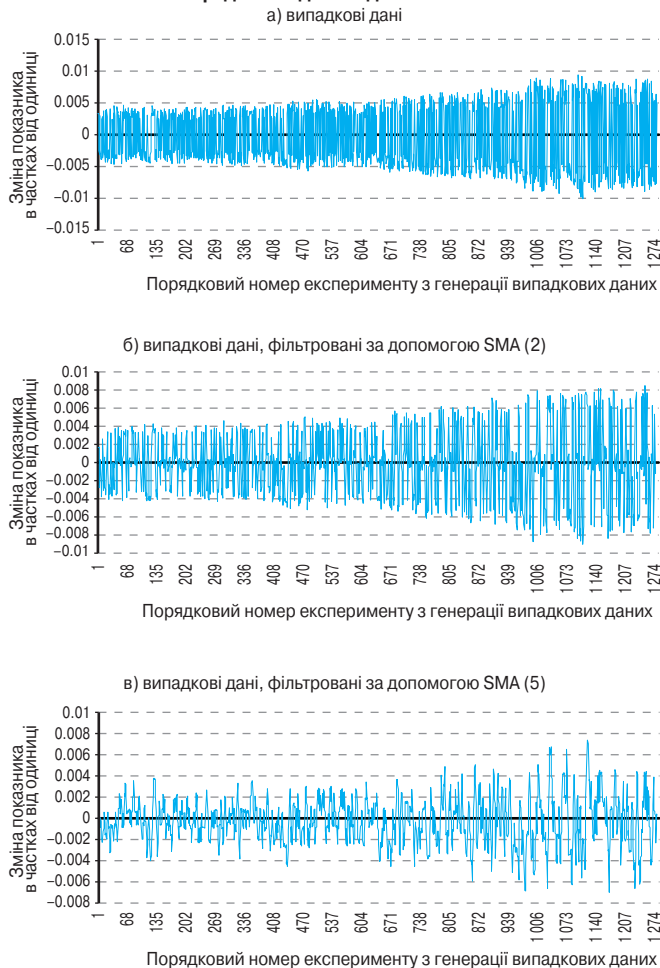 а) випадкові дані
Зміна показника
в частках від одиниці
0.015
0.01
0.005
0
−0.005
−0.01
−0.015
1 68 135 202 269 336 408 470 537 604 671 738 805 872 939 1 006 1 073 1 140 1 207 1 274
Порядковий номер експерименту з генерації випадкових даних
б) випадкові дані, фільтровані за допомогою SMA (2)
Зміна показника
в частках від одиниці
0.01
0.008
0.006
0.004
0.002
0
−0.002
−0.004
−0.006
−0.008
−0.01
1 68 135 202 269 336 408 470 537 604 671 738 805 872 939 1 006 1 073 1 140 1 207 1 274
Порядковий номер експерименту з генерації випадкових даних
в) випадкові дані, фільтровані за допомогою SMA (5)
Зміна показника
в частках від одиниці
0.01
0.008
0.006
0.004
0.002
0
−0.002
−0.004
−0.006
−0.008
1 68 135 202 269 336 408 470 537 604 671 738 805 872 939 1 006 1 073 1 140 1 207 1 274
Порядковий номер експерименту з генерації випадкових даних